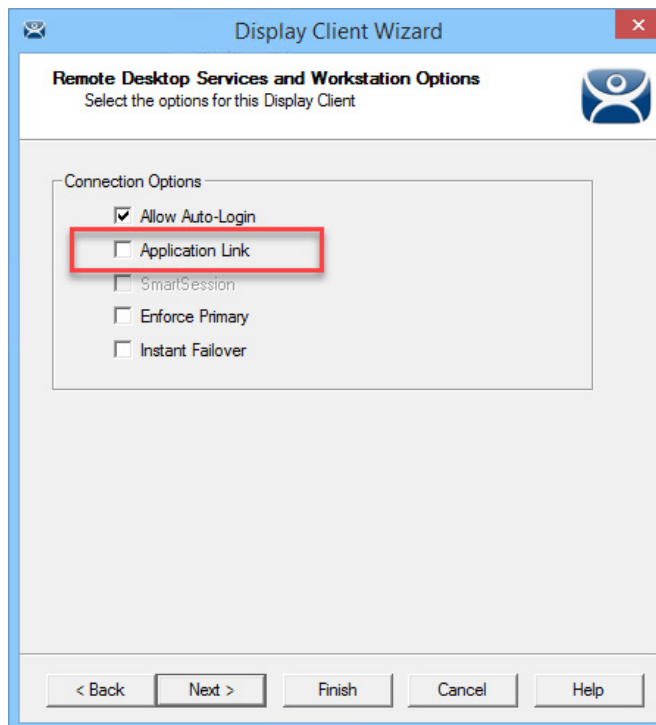 Display Client Wizard
Remote Desktop Services and Workstation Options
Select the options for this Display Client
Connection Options
Allow Auto-Login
Application Link
SmartSession
Enforce Primary
Instant Failover
< Back Next > Finish Cancel Help